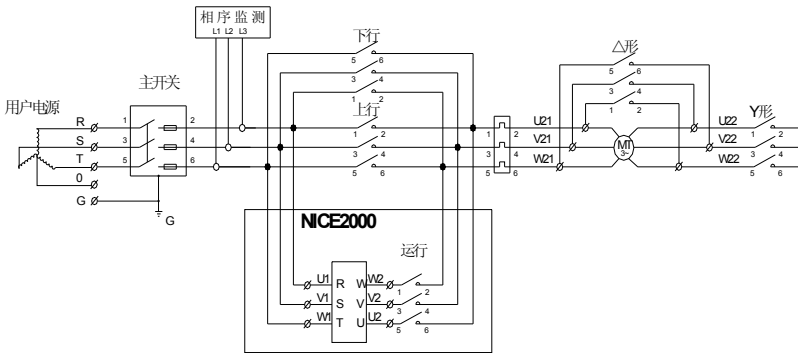 相序监测
L1 L2 L3
下行
5 6
3 4
1 2
△形
5 6
3 4
1 2
用户电源
主开关
上行
Y形
R 1 2
1 2
1 2
U21
U22
1 2
S 3 4
3 4
3 4
V21
MT
3~
V22
3 4
T 5 6
5 6
5 6
W21
W22
5 6
0
G
G
NICE2000
运行
U1 R W W2
1 2
V1 S V V2
3 4
W1 T U U2
5 6